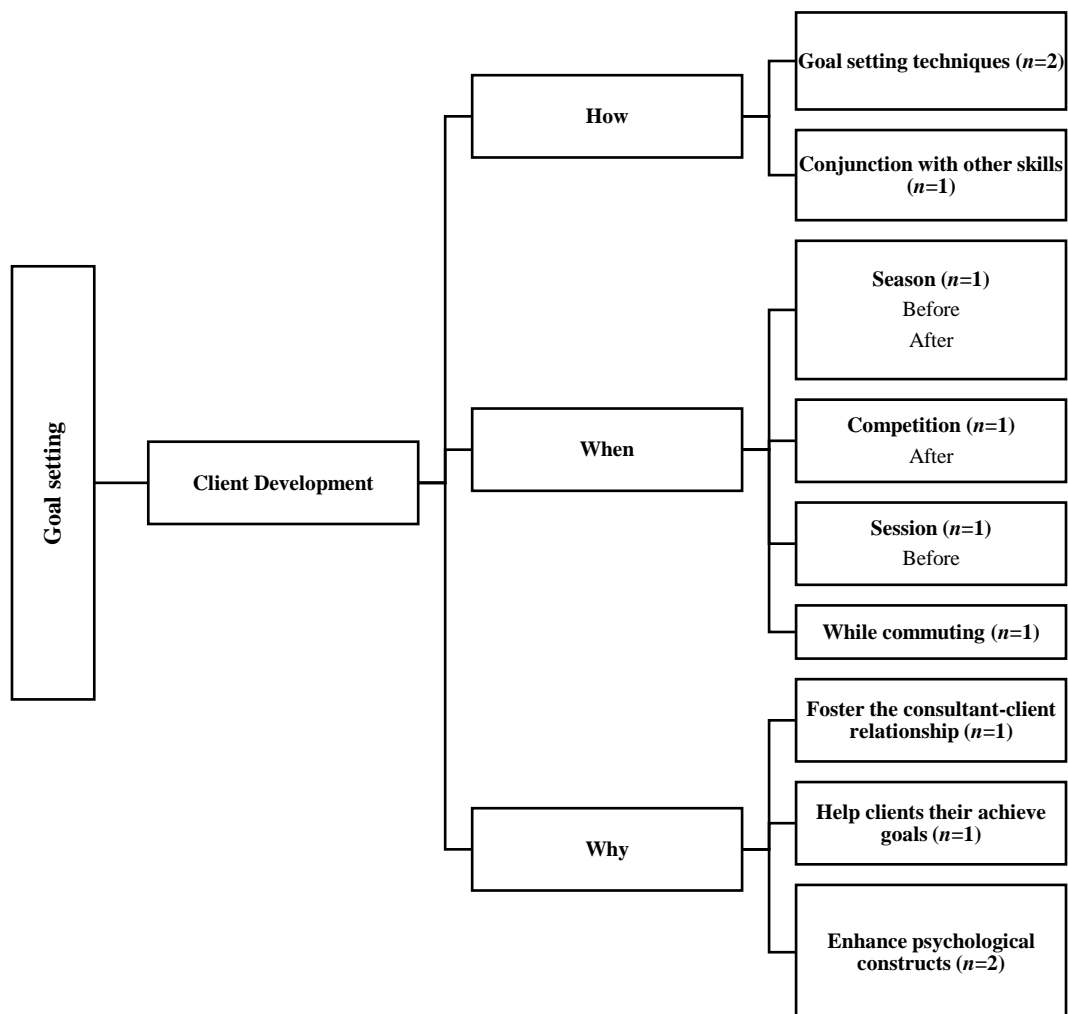 Goal setting
Client Development
How
Goal setting techniques (n=2)
Conjunction with other skills
(n=1)
When
Season (n=1)
Before
After
Competition (n=1)
After
Session (n=1)
Before
While commuting (n=1)
Why
Foster the consultant-client
relationship (n=1)
Help clients their achieve
goals (n=1)
Enhance psychological
constructs (n=2)